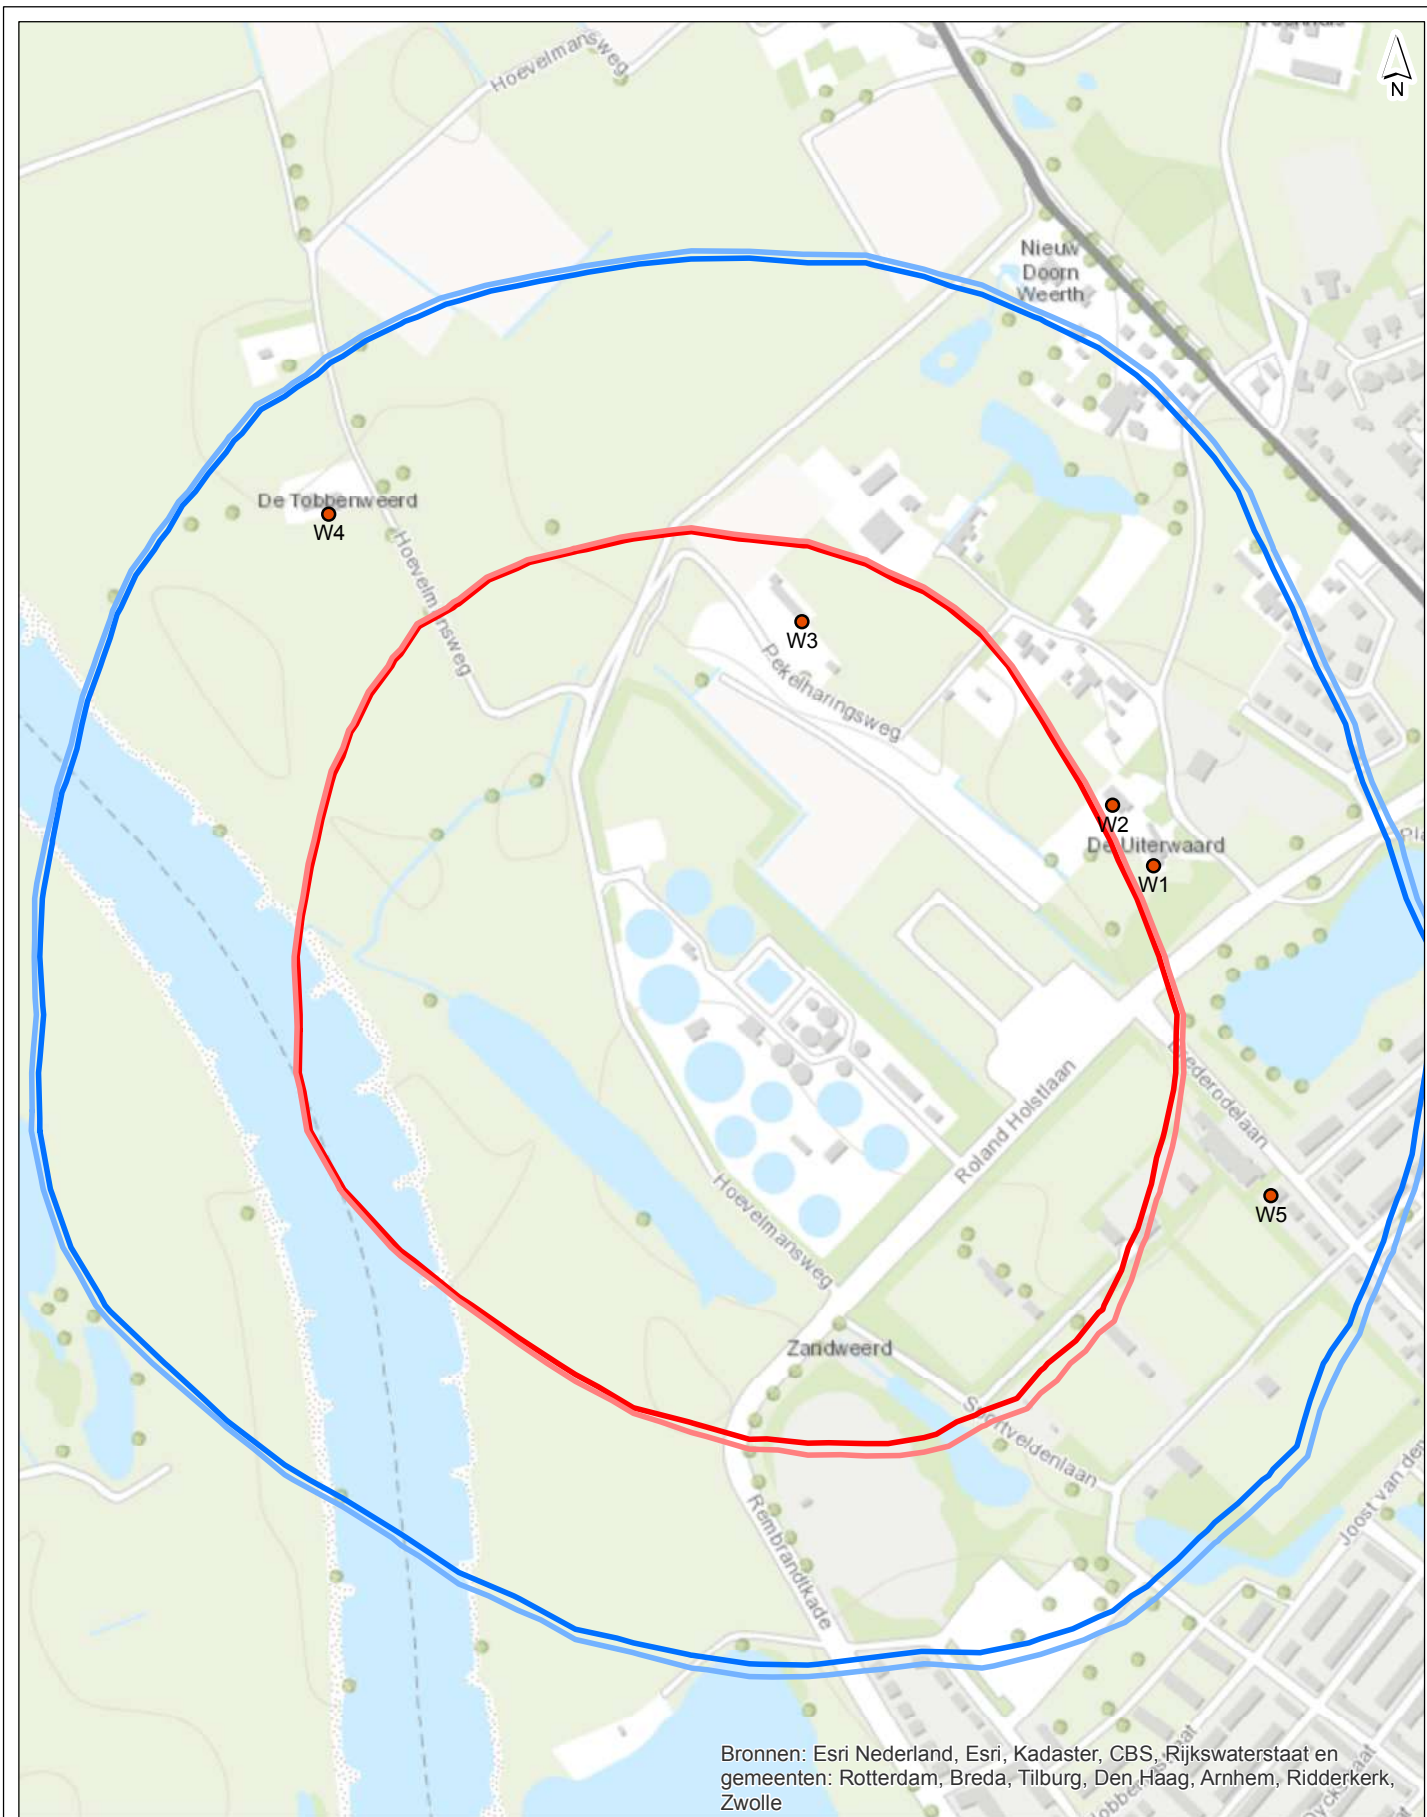 Hoevelmansweg
N
Nieuw
Doorn
Weerth
De Tobbenweerd
W4
Hoevelmansweg
W3
Pekelharingsweg
W2
De Uiterwaard
W1
Brederodelaan
Roland Holstlaan
Hoevelmansweg
W5
Zandweerd
Sportveldenlaan
Joost van den
Rembrandtkade
Bronnen: Esri Nederland, Esri, Kadaster, CBS, Rijkswaterstaat en
gemeenten: Rotterdam, Breda, Tilburg, Den Haag, Arnhem, Ridderkerk,
Zwolle